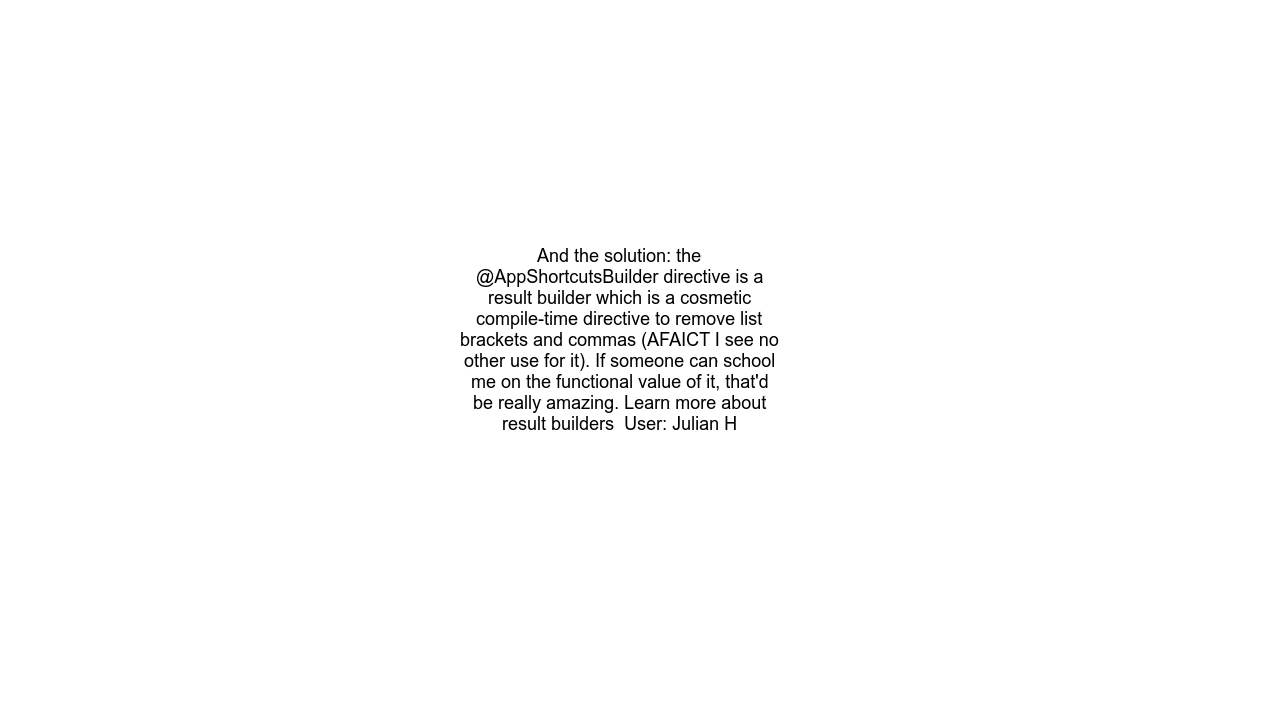 And the solution: the
@AppShortcutsBuilder directive is a
result builder which is a cosmetic
compile-time directive to remove list
brackets and commas (AFAICT I see no
other use for it). If someone can school
me on the functional value of it, that'd
be really amazing. Learn more about
result builders  User: Julian H